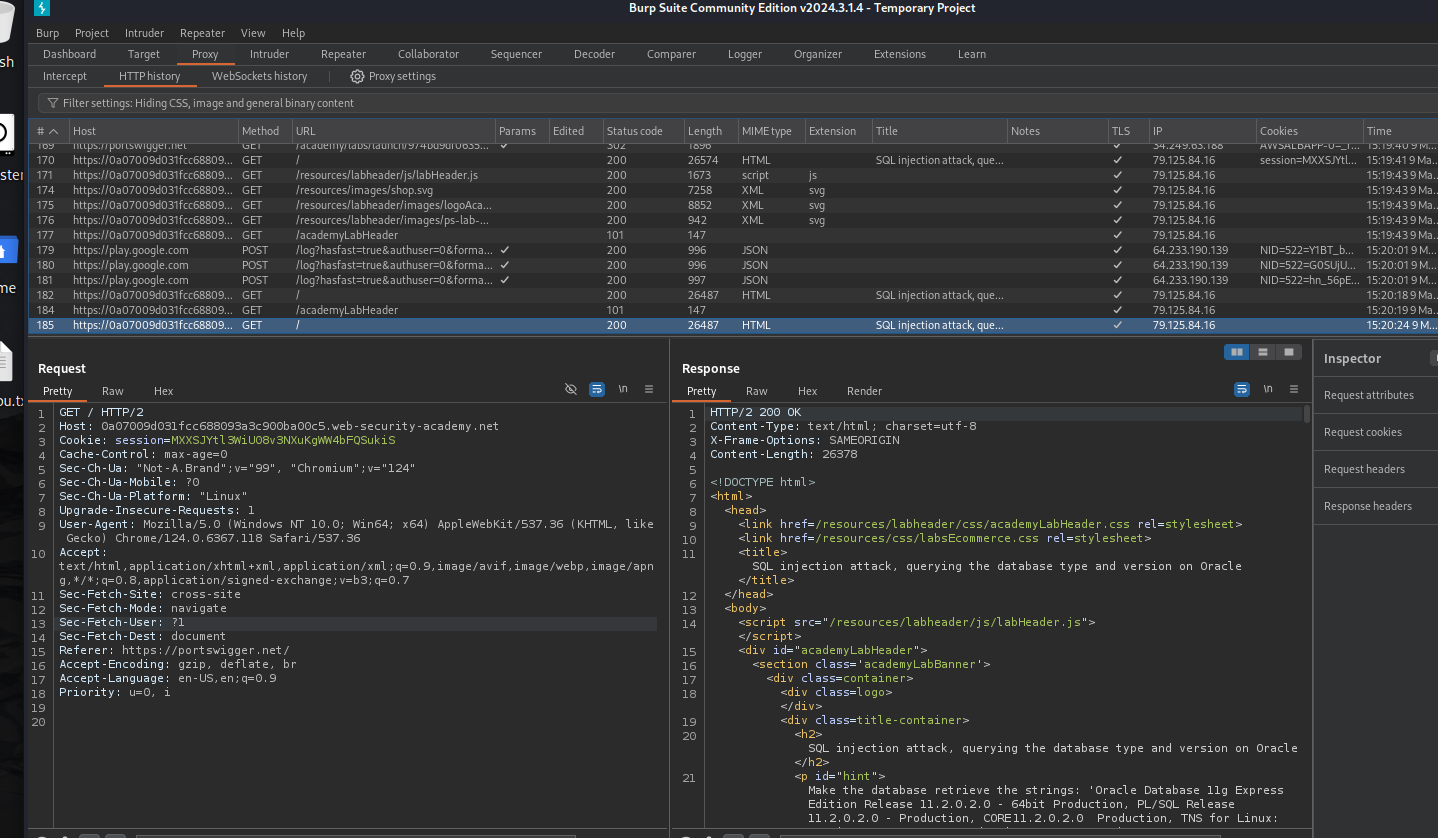 Burp Suite Community Edition v2024.3.1.4 - Temporary Project
Burp Project Intruder Repeater View Help
Dashboard Target Proxy Intruder Repeater Collaborator Sequencer Decoder Comparer Logger Organizer Extensions Learn
Intercept HTTP history WebSockets history Proxy settings
Filter settings: Hiding CSS, image and general binary content
# Host Method URL Params Edited Status code Length MIME type Extension Title Notes TLS IP Cookies Time
169 https://portswigger.net GET 302 1896 ✓ 34.249.63.188 15:19:40 9 M...
170 https://0a07009d031fcc68809... GET / 200 26574 HTML SQL injection attack, que... ✓ 79.125.84.16 session=MXXSJYtl... 15:19:41 9 Ma...
171 https://0a07009d031fcc68809... GET /resources/labheader/js/labHeader.js 200 1673 script js ✓ 79.125.84.16 15:19:43 9 Ma...
174 https://0a07009d031fcc68809... GET /resources/images/shop.svg 200 7258 XML svg ✓ 79.125.84.16 15:19:43 9 Ma...
175 https://0a07009d031fcc68809... GET /resources/labheader/images/logoAca... 200 8852 XML svg ✓ 79.125.84.16 15:19:43 9 Ma...
176 https://0a07009d031fcc68809... GET /resources/labheader/images/ps-lab-... 200 942 XML svg ✓ 79.125.84.16 15:19:43 9 Ma...
177 https://0a07009d031fcc68809... GET /academyLabHeader 101 147 ✓ 79.125.84.16 15:19:43 9 Ma...
179 https://play.google.com POST /log?hasfast=true&authuser=0&forma... ✓ 200 996 JSON ✓ 64.233.190.139 NID=522=Y1BT_b... 15:20:01 9 M...
180 https://play.google.com POST /log?hasfast=true&authuser=0&forma... ✓ 200 996 JSON ✓ 64.233.190.139 NID=522=G0SUjU... 15:20:01 9 M...
181 https://play.google.com POST /log?hasfast=true&authuser=0&forma... ✓ 200 997 JSON ✓ 64.233.190.139 NID=522=hn_56pE... 15:20:01 9 M...
182 https://0a07009d031fcc68809... GET / 200 26487 HTML SQL injection attack, que... ✓ 79.125.84.16 15:20:18 9 M...
184 https://0a07009d031fcc68809... GET /academyLabHeader 101 147 ✓ 79.125.84.16 15:20:19 9 M...
185 https://0a07009d031fcc68809... GET / 200 26487 HTML SQL injection attack, que... ✓ 79.125.84.16 15:20:24 9 M...
Request
Pretty Raw Hex \n
1 GET / HTTP/2
2 Host: 0a07009d031fcc688093a3c900ba00c5.web-security-academy.net
3 Cookie: session=MXXSJYtl3WiU08v3NXuKgWW4bFQSukiS
4 Cache-Control: max-age=0
5 Sec-Ch-Ua: "Not-A.Brand";v="99", "Chromium";v="124"
6 Sec-Ch-Ua-Mobile: ?0
7 Sec-Ch-Ua-Platform: "Linux"
8 Upgrade-Insecure-Requests: 1
9 User-Agent: Mozilla/5.0 (Windows NT 10.0; Win64; x64) AppleWebKit/537.36 (KHTML, like
Gecko) Chrome/124.0.6367.118 Safari/537.36
10 Accept:
text/html,application/xhtml+xml,application/xml;q=0.9,image/avif,image/webp,image/apn
g,*/*;q=0.8,application/signed-exchange;v=b3;q=0.7
11 Sec-Fetch-Site: cross-site
12 Sec-Fetch-Mode: navigate
13 Sec-Fetch-User: ?1
14 Sec-Fetch-Dest: document
15 Referer: https://portswigger.net/
16 Accept-Encoding: gzip, deflate, br
17 Accept-Language: en-US,en;q=0.9
18 Priority: u=0, i
19
20
Response
Pretty Raw Hex Render \n
1 HTTP/2 200 OK
2 Content-Type: text/html; charset=utf-8
3 X-Frame-Options: SAMEORIGIN
4 Content-Length: 26378
5
6 <!DOCTYPE html>
7 <html>
8 <head>
9 <link href=/resources/labheader/css/academyLabHeader.css rel=stylesheet>
10 <link href=/resources/css/labsEcommerce.css rel=stylesheet>
11 <title>
SQL injection attack, querying the database type and version on Oracle
</title>
12 </head>
13 <body>
14 <script src="/resources/labheader/js/labHeader.js">
</script>
15 <div id="academyLabHeader">
16 <section class='academyLabBanner'>
17 <div class=container>
18 <div class=logo>
</div>
19 <div class=title-container>
20 <h2>
SQL injection attack, querying the database type and version on Oracle
</h2>
21 <p id="hint">
Make the database retrieve the strings: 'Oracle Database 11g Express
Edition Release 11.2.0.2.0 - 64bit Production, PL/SQL Release
11.2.0.2.0 - Production, CORE11.2.0.2.0 Production, TNS for Linux:
Inspector
Request attributes
Request cookies
Request headers
Response headers